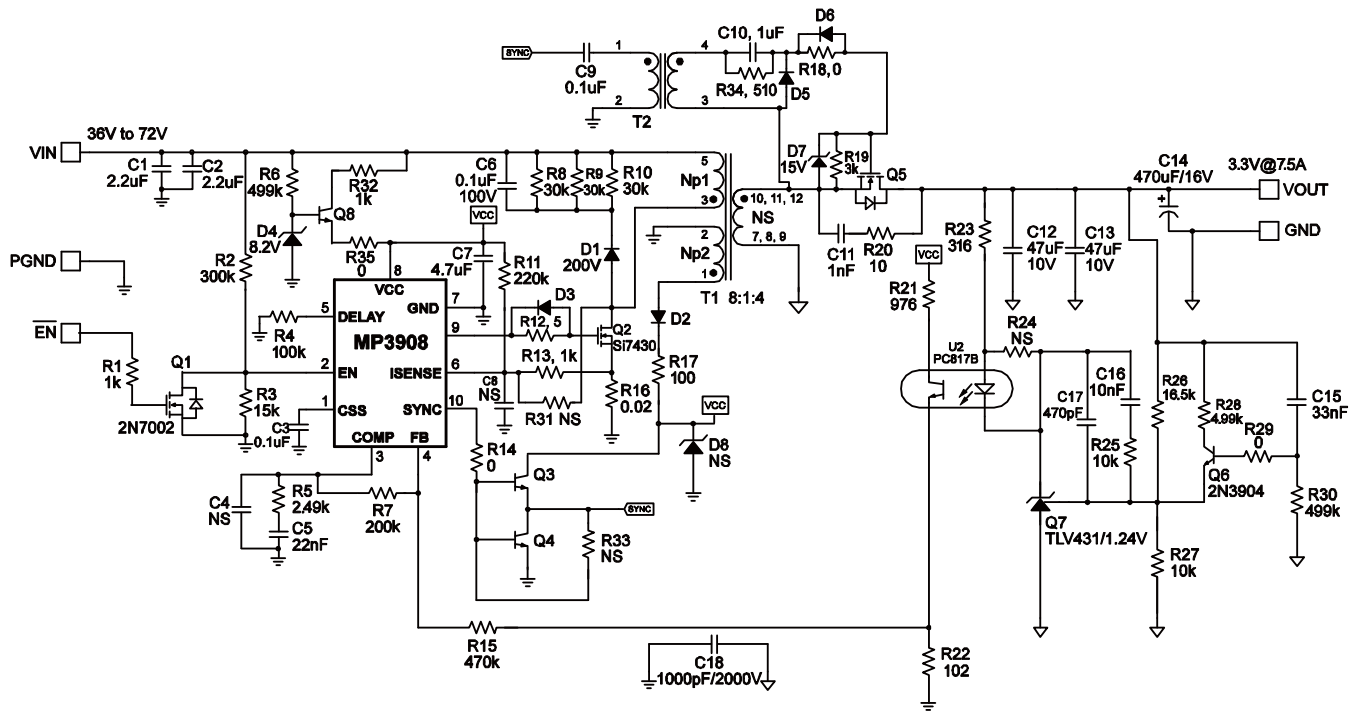 D6
C10, 1uF
SYNC
1
4
C9
0.1uF
R18, 0
R34, 510
D5
2
3
T2
36V to 72V
VIN
C1
2.2uF
C2
2.2uF
R6
499k
R32
1k
C6
0.1uF
100V
R8
30k
R9
30k
R10
30k
5
Np1
3
10, 11, 12
NS
7, 8, 9
2
Np2
1
T1 8:1:4
D7
15V
R19
3k
Q5
C14
470uF/16V
+
3.3V@7.5A
VOUT
GND
Q8
D4
8.2V
VCC
R35
0
C7
4.7uF
R11
220k
D1
200V
C11
1nF
R20
10
R23
316
C12
47uF
10V
C13
47uF
10V
PGND
R2
300k
8
VCC
GND
7
D3
VCC
R21
976
EN
5
DELAY
R4
100k
MP3908
9
R12, 5
Q2
Si7430
D2
R24
NS
R1
1k
Q1
2N7002
2
EN
ISENSE
6
R13, 1k
R31 NS
C8
NS
R16
0.02
R17
100
U2
PC817B
R3
15k
1
CSS
SYNC
10
C3
0.1uF
COMP
FB
3
4
VCC
D8
NS
C17
470pF
C16
10nF
R25
10k
R26
16.5k
R28
4.99k
R29
0
C15
33nF
Q6
2N3904
R30
499k
R14
0
Q3
SYNC
C4
NS
R5
2.49k
C5
22nF
R7
200k
Q4
R33
NS
Q7
TLV431/1.24V
R27
10k
R15
470k
C18
1000pF/2000V
R22
102